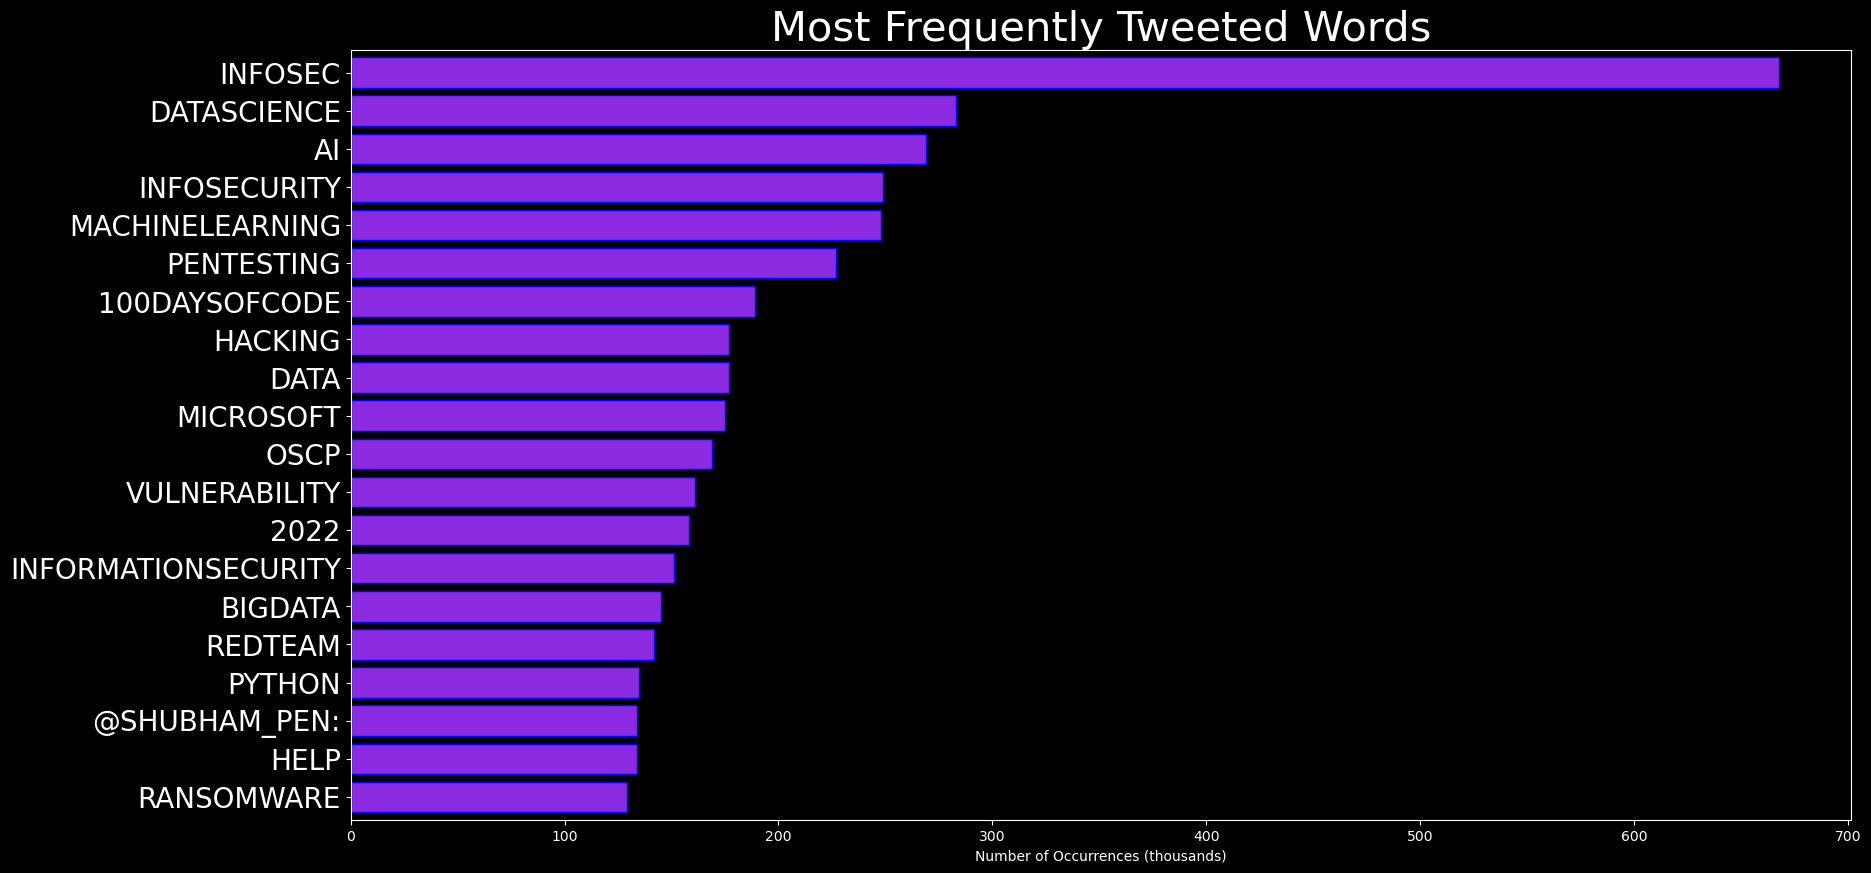 Most Frequently Tweeted Words
INFOSEC
DATASCIENCE
AI
INFOSECURITY
MACHINELEARNING
PENTESTING
100DAYSOFCODE
HACKING
DATA
MICROSOFT
OSCP
VULNERABILITY
2022
INFORMATIONSECURITY
BIGDATA
REDTEAM
PYTHON
@SHUBHAM_PEN:
HELP
RANSOMWARE
0 100 200 300 400 500 600 700
Number of Occurrences (thousands)